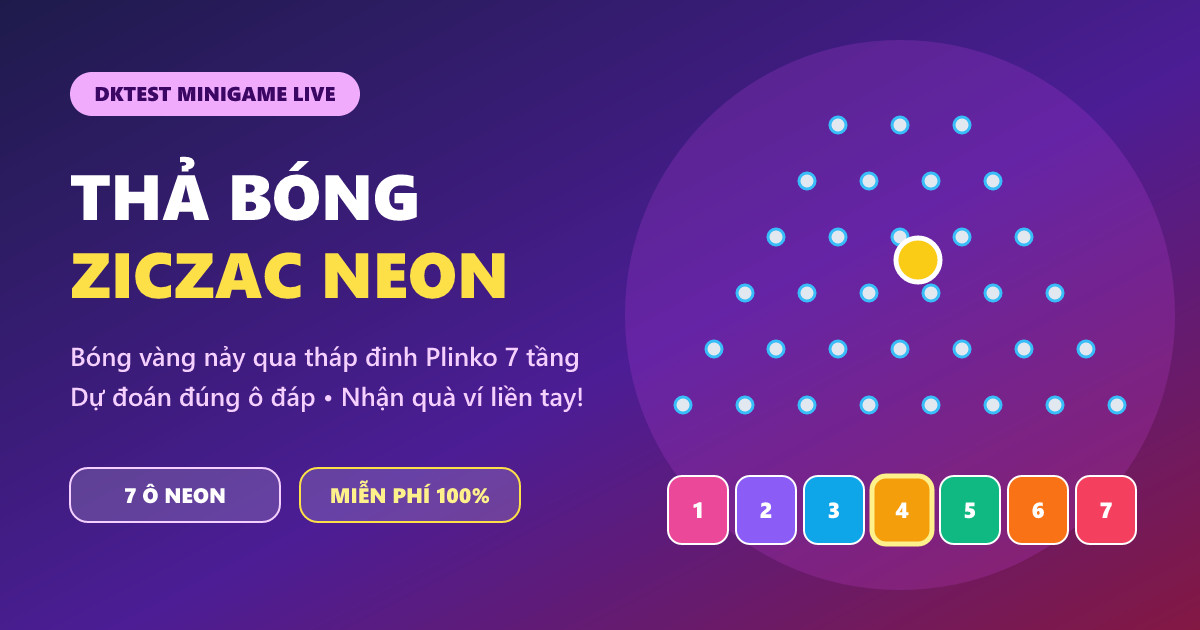 DKTEST MINIGAME LIVE
THẢ BÓNG
ZICZAC NEON
Bóng vàng nảy qua tháp đinh Plinko 7 tầng
Dự đoán đúng ô đáp • Nhận quà ví liền tay!
7 Ô NEON
MIỄN PHÍ 100%
1 2 3 4 5 6 7